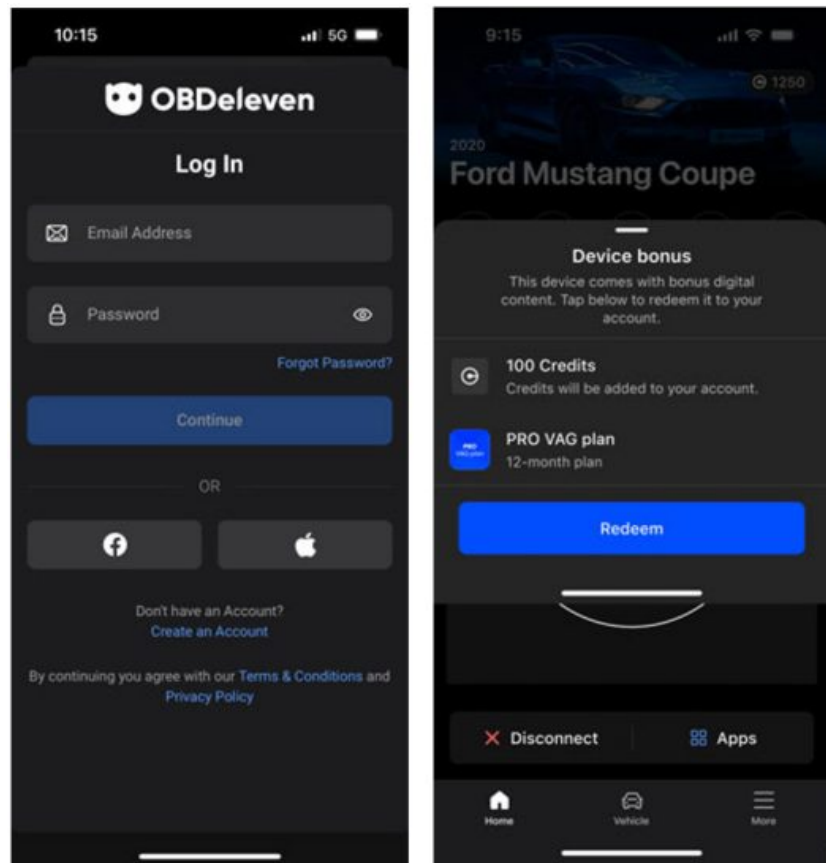 10:15
5G
OBDeleven
Log In
Email Address
Password
Forgot Password?
Continue
OR
Don't have an Account?
Create an Account
By continuing you agree with our Terms & Conditions and
Privacy Policy
9:15
1250
2020
Ford Mustang Coupe
Device bonus
This device comes with bonus digital
content. Tap below to redeem it to your
account.
100 Credits
Credits will be added to your account.
PRO
VAG plan
PRO VAG plan
12-month plan
Redeem
Disconnect
Apps
Home
Vehicle
More